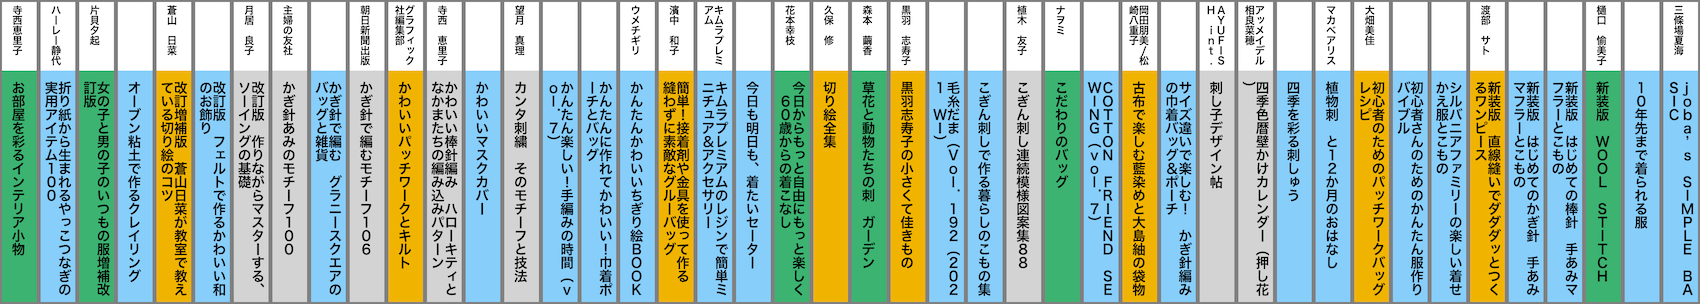 三條場夏海
joba's SIMPLE BA
SIC
10年先まで着られる服
樋口 愉美子
新装版 WOOL STITCH
新装版 はじめての棒針 手あみマ
フラーとこもの
新装版 はじめてのかぎ針 手あみ
マフラーとこもの
渡部 サト
新装版 直線縫いでダダダッとつく
るワンピース
シルバニアファミリーの楽しい着せ
かえ服とこもの
初心者さんのためのかんたん服作り
バイブル
大畑美佳
初心者のためのパッチワークバッグ
レシピ
マカベアリス
植物刺 と12か月のおはなし
四季を彩る刺しゅう
アッメイデル
相良菜穂
四季色暦壁かけカレンダー(押し花
)
AYUFIS
Hint.
刺し子デザイン帖
サイズ違いで楽しむ! かぎ針編み
の巾着バッグ&ポーチ
岡田朋美/松
崎八重子
古布で楽しむ藍染めと大島紬の袋物
COTTON FRIEND SE
WING(vol.7)
ナヲミ
こだわりのバッグ
植木 友子
こぎん刺し連続模様図案集88
こぎん刺しで作る暮らしのこもの集
毛糸だま(Vol.192(202
1 WI)
黒羽 志寿子
黒羽志寿子の小さくて佳きもの
森本 繭香
草花と動物たちの刺 ガーデン
久保 修
切り絵全集
花本幸枝
今日からもっと自由にもっと楽しく
60歳からの着こなし
今日も明日も、着たいセーター
キムラプレミ
アム
キムラプレミアムのレジンで簡単ミ
ニチュア&アクセサリー
濱中 和子
簡単!接着剤や金具を使って作る
縫わずに素敵なグルーバッグ
ウメチギリ
かんたんかわいいちぎり絵BOOK
かんたんに作れてかわいい!巾着ポ
ーチとバッグ
かんたん楽しい!手編みの時間(v
ol.7)
望月 真理
カンタ刺繍 そのモチーフと技法
かわいいマスクカバー
寺西 恵里子
かわいい棒針編み ハローキティと
なかまたちの編み込みパターン
グラフィック
社編集部
かわいいパッチワークとキルト
朝日新聞出版
かぎ針で編むモチーフ106
かぎ針で編む グラニースクエアの
バッグと雑貨
主婦の友社
かぎ針あみのモチーフ100
月居 良子
改訂版 作りながらマスターする、
ソーイングの基礎
改訂版 フェルトで作るかわいい和
のお飾り
蒼山 日菜
改訂増補版 蒼山日菜が教室で教え
ている切り絵のコツ
オーブン粘土で作るクレイリング
片貝夕起
女の子と男の子のいつもの服増補改
訂版
ハーレー静代
折り紙から生まれるやっこつなぎの
実用アイテム100
寺西恵里子
お部屋を彩るインテリア小物